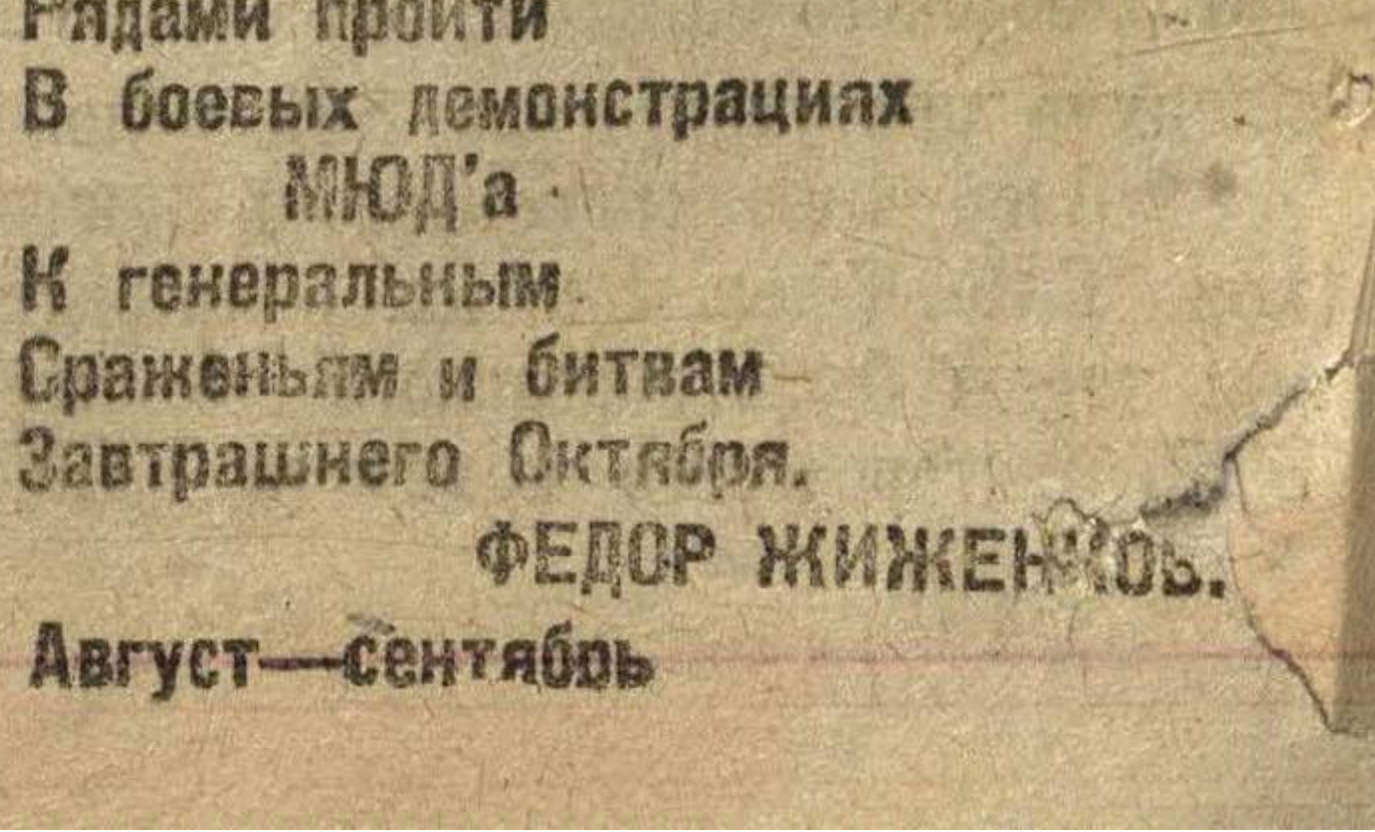 Рядами пройти
В боевых демонстрациях
МЮД'а
К генеральным
Сраженьям и битвам
Завтрашнего Октября.
ФЕДОР ЖИЖЕНКОВ.
Август—сентябрь